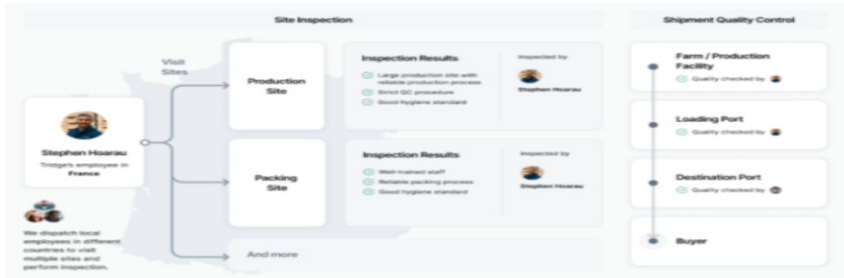 Site Inspection
Shipment Quality Control
Visit
Sites
Stephen Hoarau
Tridge's employee in
France
We dispatch local
employees in different
countries to visit
multiple sites and
perform inspection.
Production
Site
Inspection Results
Large production site with
reliable production process
Strict QC procedure
Good hygiene standard
Inspected by
Stephen Hoarau
Packing
Site
Inspection Results
Well-trained staff
Reliable packing process
Good hygiene standard
Inspected by
Stephen Hoarau
And more
Farm / Production
Facility
Quality checked by
Loading Port
Quality checked by
Destination Port
Quality checked by
Buyer